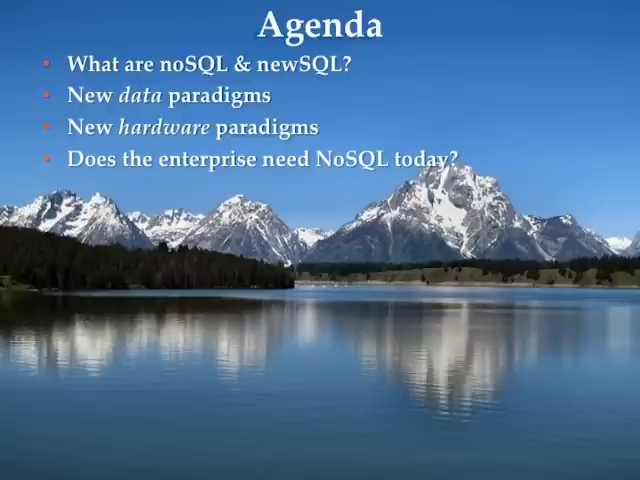 Agenda
• What are noSQL & newSQL?
• New data paradigms
• New hardware paradigms
• Does the enterprise need NoSQL today?